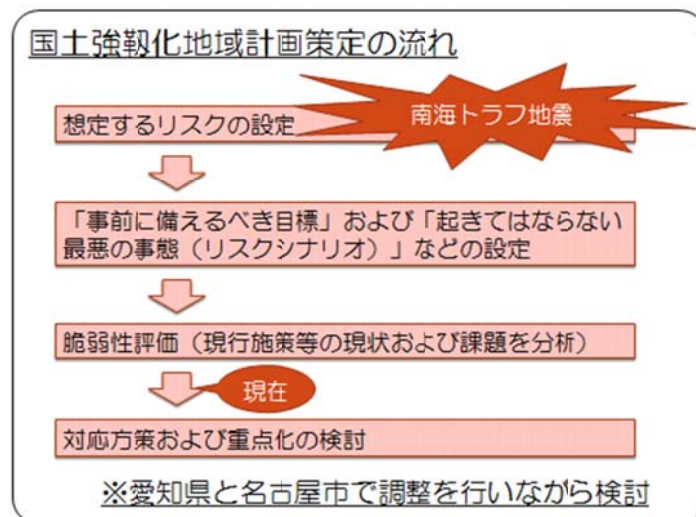 国土強靱化地域計画策定の流れ
南海トラフ地震
想定するリスクの設定
「事前に備えるべき目標」および「起きてはならない
最悪の事態（リスクシナリオ）」などの設定
脆弱性評価（現行施策等の現状および課題を分析）
現在
対応方策および重点化の検討
※愛知県と名古屋市で調整を行いながら検討